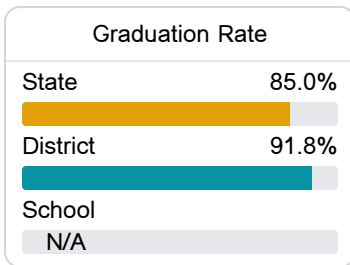 Graduation Rate
State 85.0%
District 91.8%
School
N/A